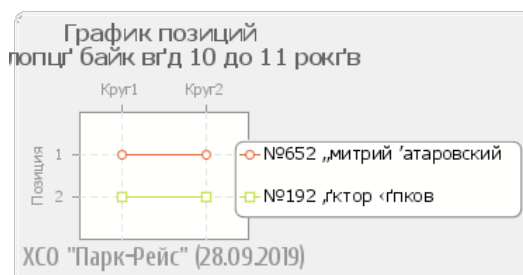 График позиций
лопцґ байк вґд 10 до 11 рокґв
Круг1 Круг2
Позиция
1
2
№652 „митрий ’атаровский
№192 ‚ґктор ‹ґпков
ХСО "Парк-Рейс" (28.09.2019)